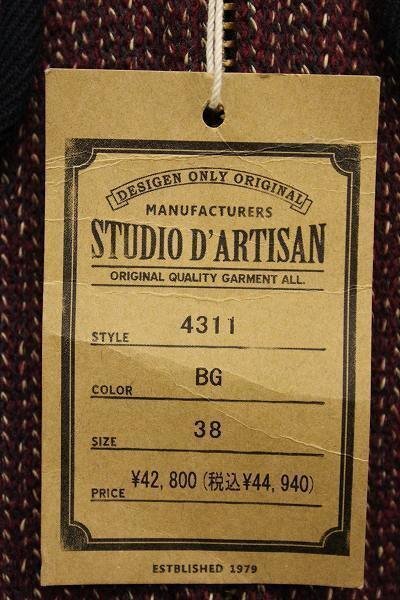 DESIGEN ONLY ORIGINAL
MANUFACTURERS
STUDIO D'ARTISAN
ORIGINAL QUALITY GARMENT ALL.
STYLE 4311
COLOR BG
SIZE 38
PRICE ¥42,800(税込¥44,940)
ESTBLISHED 1979